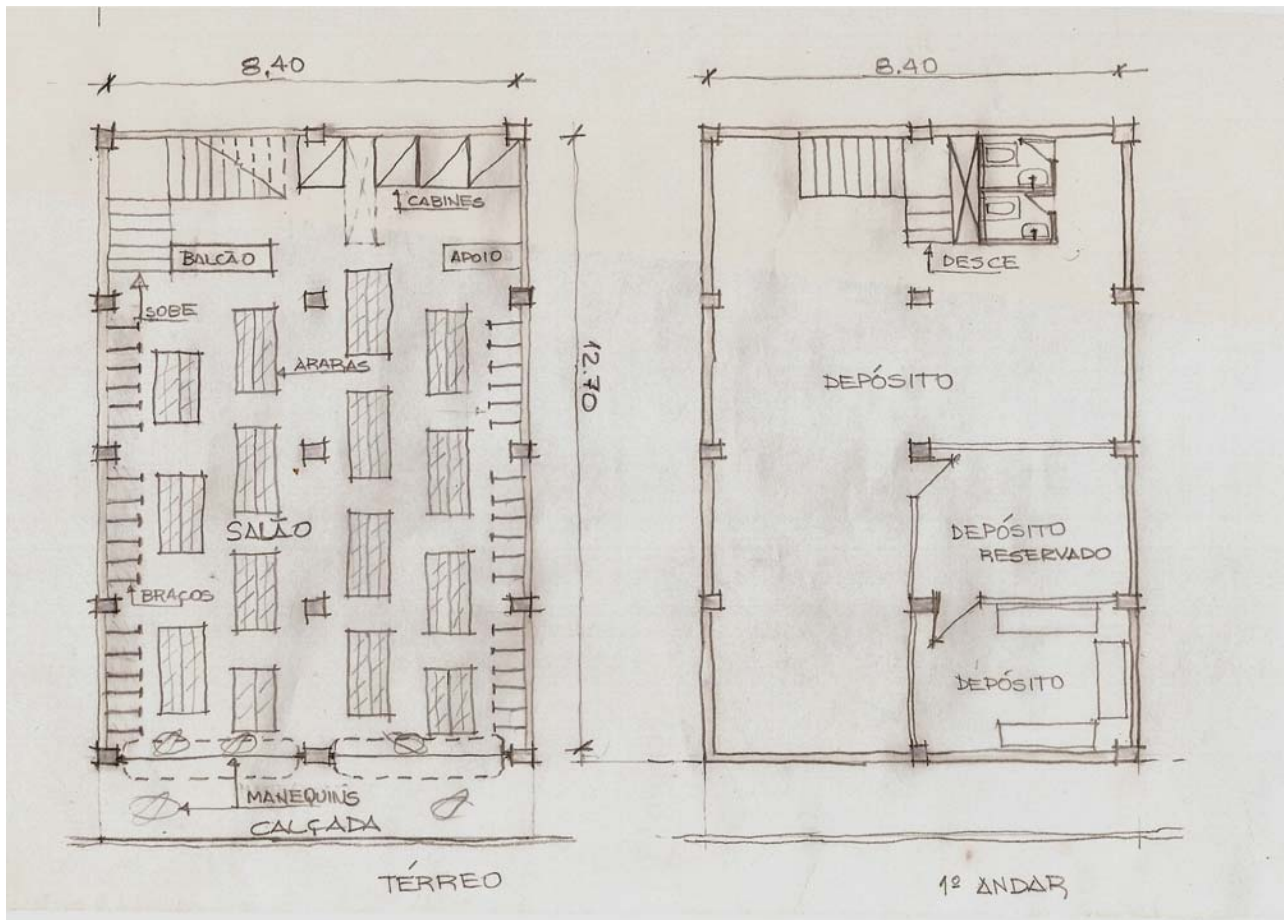 8,40
CABINES
BALCÃO
APOIO
SOBE
ARARAS
12.70
SALÃO
BRAÇOS
MANEQUINS
CALÇADA
TÉRREO
8.40
DESCE
DEPÓSITO
DEPÓSITO
RESERVADO
DEPÓSITO
1º ANDAR